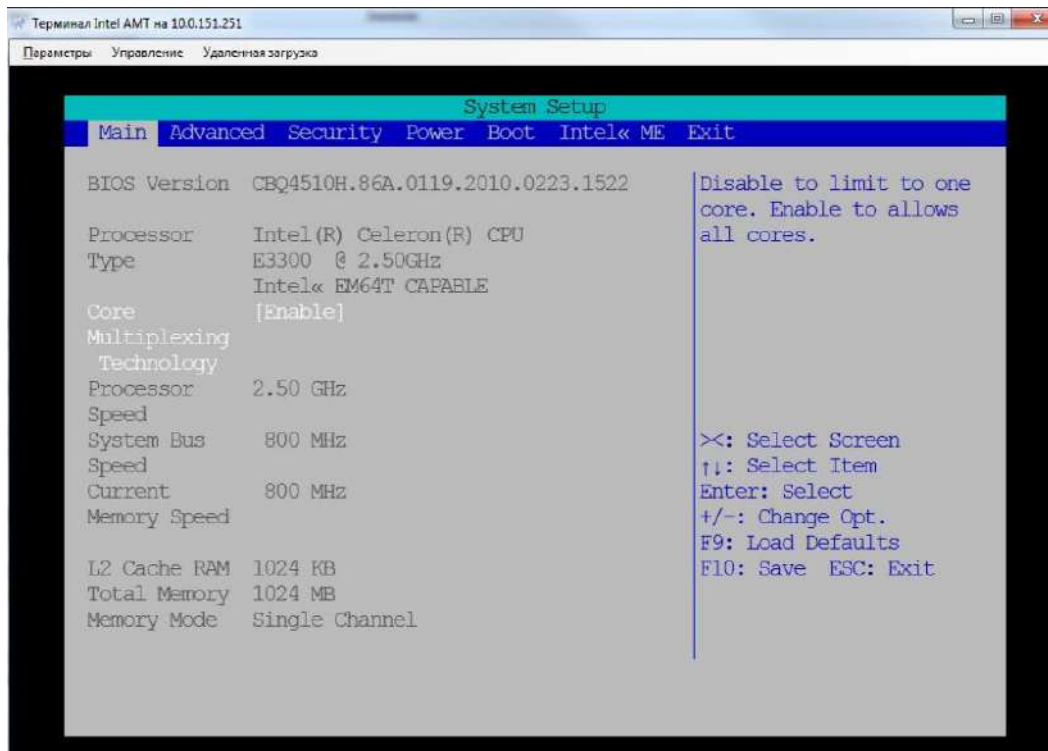 Терминал Intel AMT на 10.0.151.251
Параметры Управление Удаленная загрузка
System Setup
Main Advanced Security Power Boot Intel« ME Exit
BIOS Version CBQ4510H.86A.0119.2010.0223.1522
Processor Intel(R) Celeron(R) CPU
Type E3300 @ 2.50GHz
Intel« EM64T CAPABLE
Core [Enable]
Multiplexing
Technology
Processor 2.50 GHz
Speed
System Bus 800 MHz
Speed
Current 800 MHz
Memory Speed
L2 Cache RAM 1024 KB
Total Memory 1024 MB
Memory Mode Single Channel
Disable to limit to one
core. Enable to allows
all cores.
><: Select Screen
↑↓: Select Item
Enter: Select
+/-: Change Opt.
F9: Load Defaults
F10: Save ESC: Exit